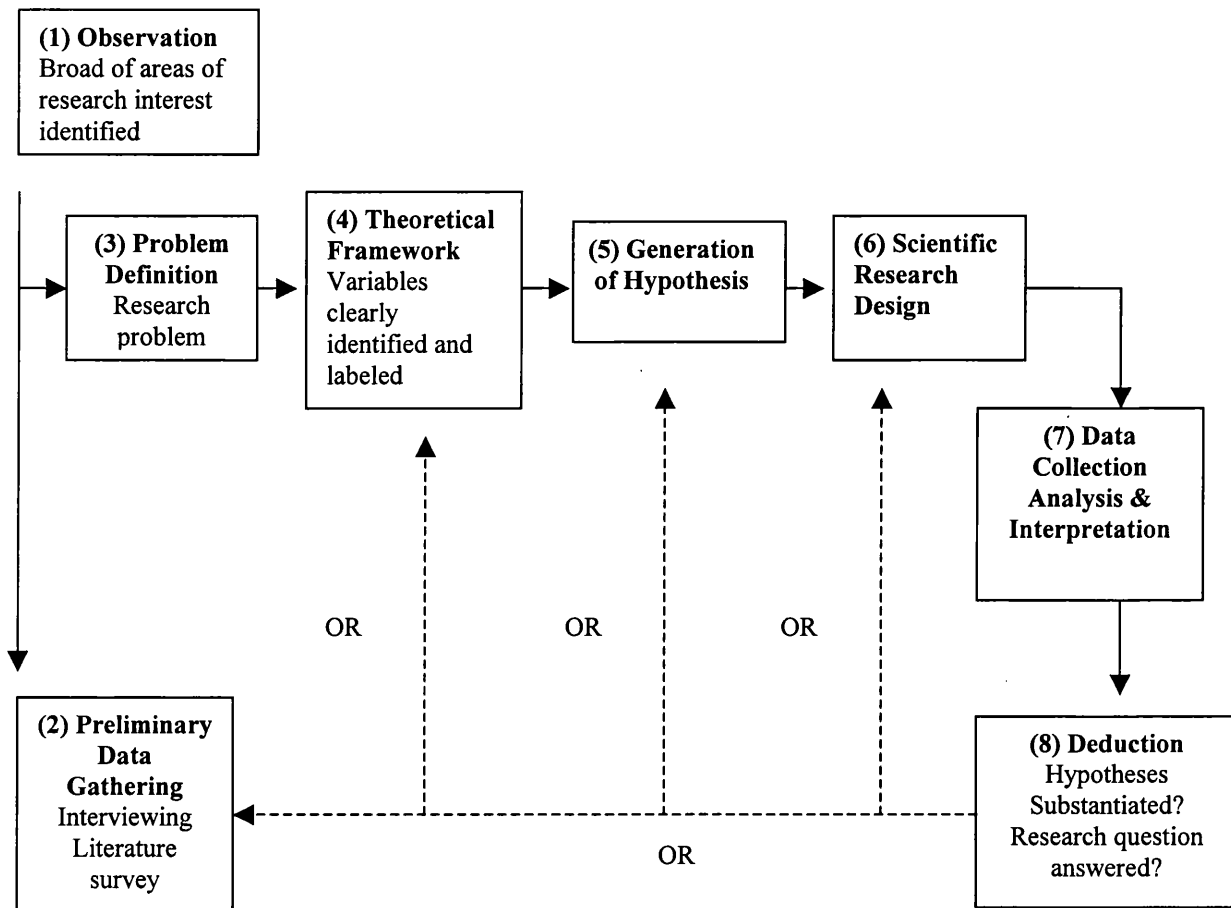 (1) Observation
Broad of areas of
research interest
identified
(3) Problem
Definition
Research
problem
(4) Theoretical
Framework
Variables
clearly
identified and
labeled
(5) Generation
of Hypothesis
(6) Scientific
Research
Design
(7) Data
Collection
Analysis &
Interpretation
OR
OR
OR
(2) Preliminary
Data
Gathering
Interviewing
Literature
survey
OR
(8) Deduction
Hypotheses
Substantiated?
Research question
answered?